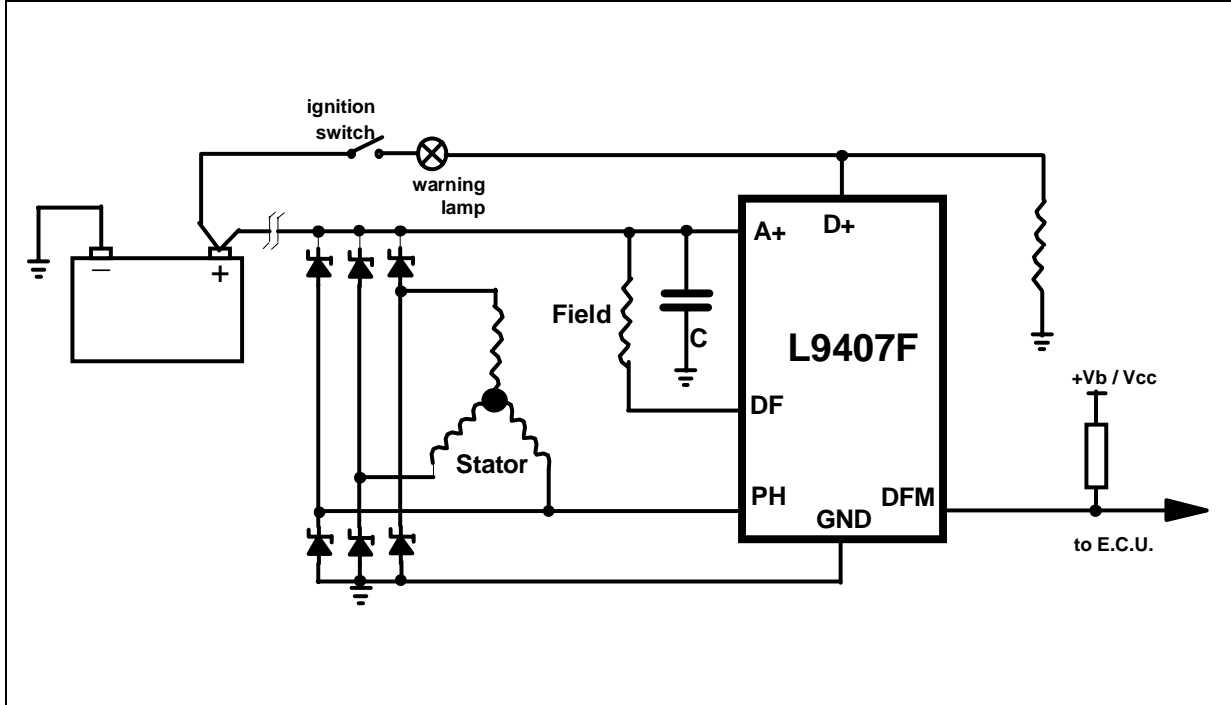 ignition
switch
warning
lamp
−
+
A+
D+
Field
C
L9407F
+Vb / Vcc
DF
Stator
PH
DFM
GND
to E.C.U.